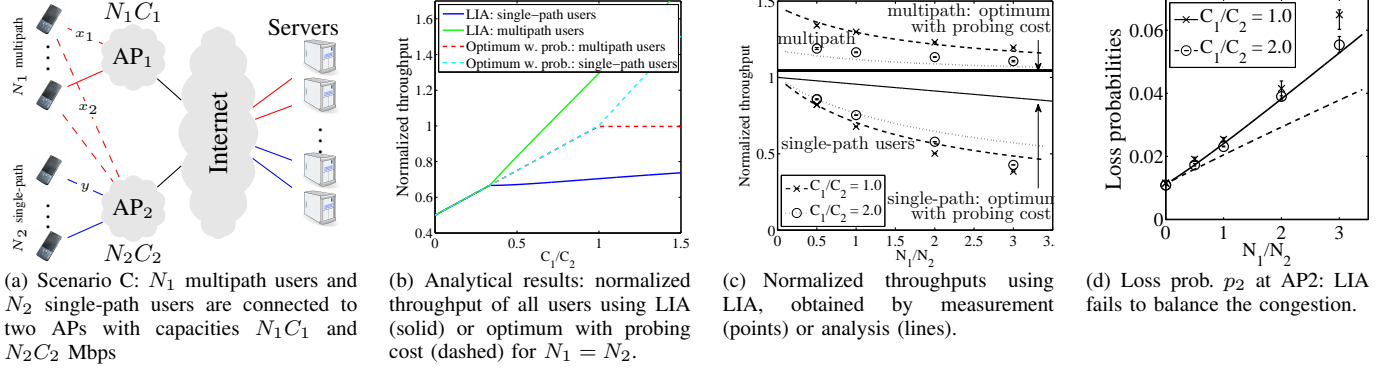 N1C1
N1 multipath
x1
AP1
x2
Internet
Servers
N2 single-path
y
AP2
N2C2
(a) Scenario C: N1 multipath users and
N2 single-path users are connected to
two APs with capacities N1C1 and
N2C2 Mbps
Normalized throughput
1.6
1.4
1.2
1.0
0.8
0.6
0.4
LIA: single−path users
LIA: multipath users
Optimum w. prob.: multipath users
Optimum w. prob.: single−path users
0
0.5
1
1.5
C1/C2
(b) Analytical results: normalized
throughput of all users using LIA
(solid) or optimum with probing
cost (dashed) for N1 = N2.
Normalized throughput
1.5
1
0.5
0
multipath: optimum
with probing cost
multipath
single-path users
C1/C2 = 1.0
C1/C2 = 2.0
single-path: optimum
with probing cost
0.5
1.0
2.0
3.0
3.
N1/N2
(c) Normalized throughputs using
LIA, obtained by measurement
(points) or analysis (lines).
Loss probabilities
0.06
0.04
0.02
0
C1/C2 = 1.0
C1/C2 = 2.0
0
1
2
3
N1/N2
(d) Loss prob. p2 at AP2: LIA
fails to balance the congestion.